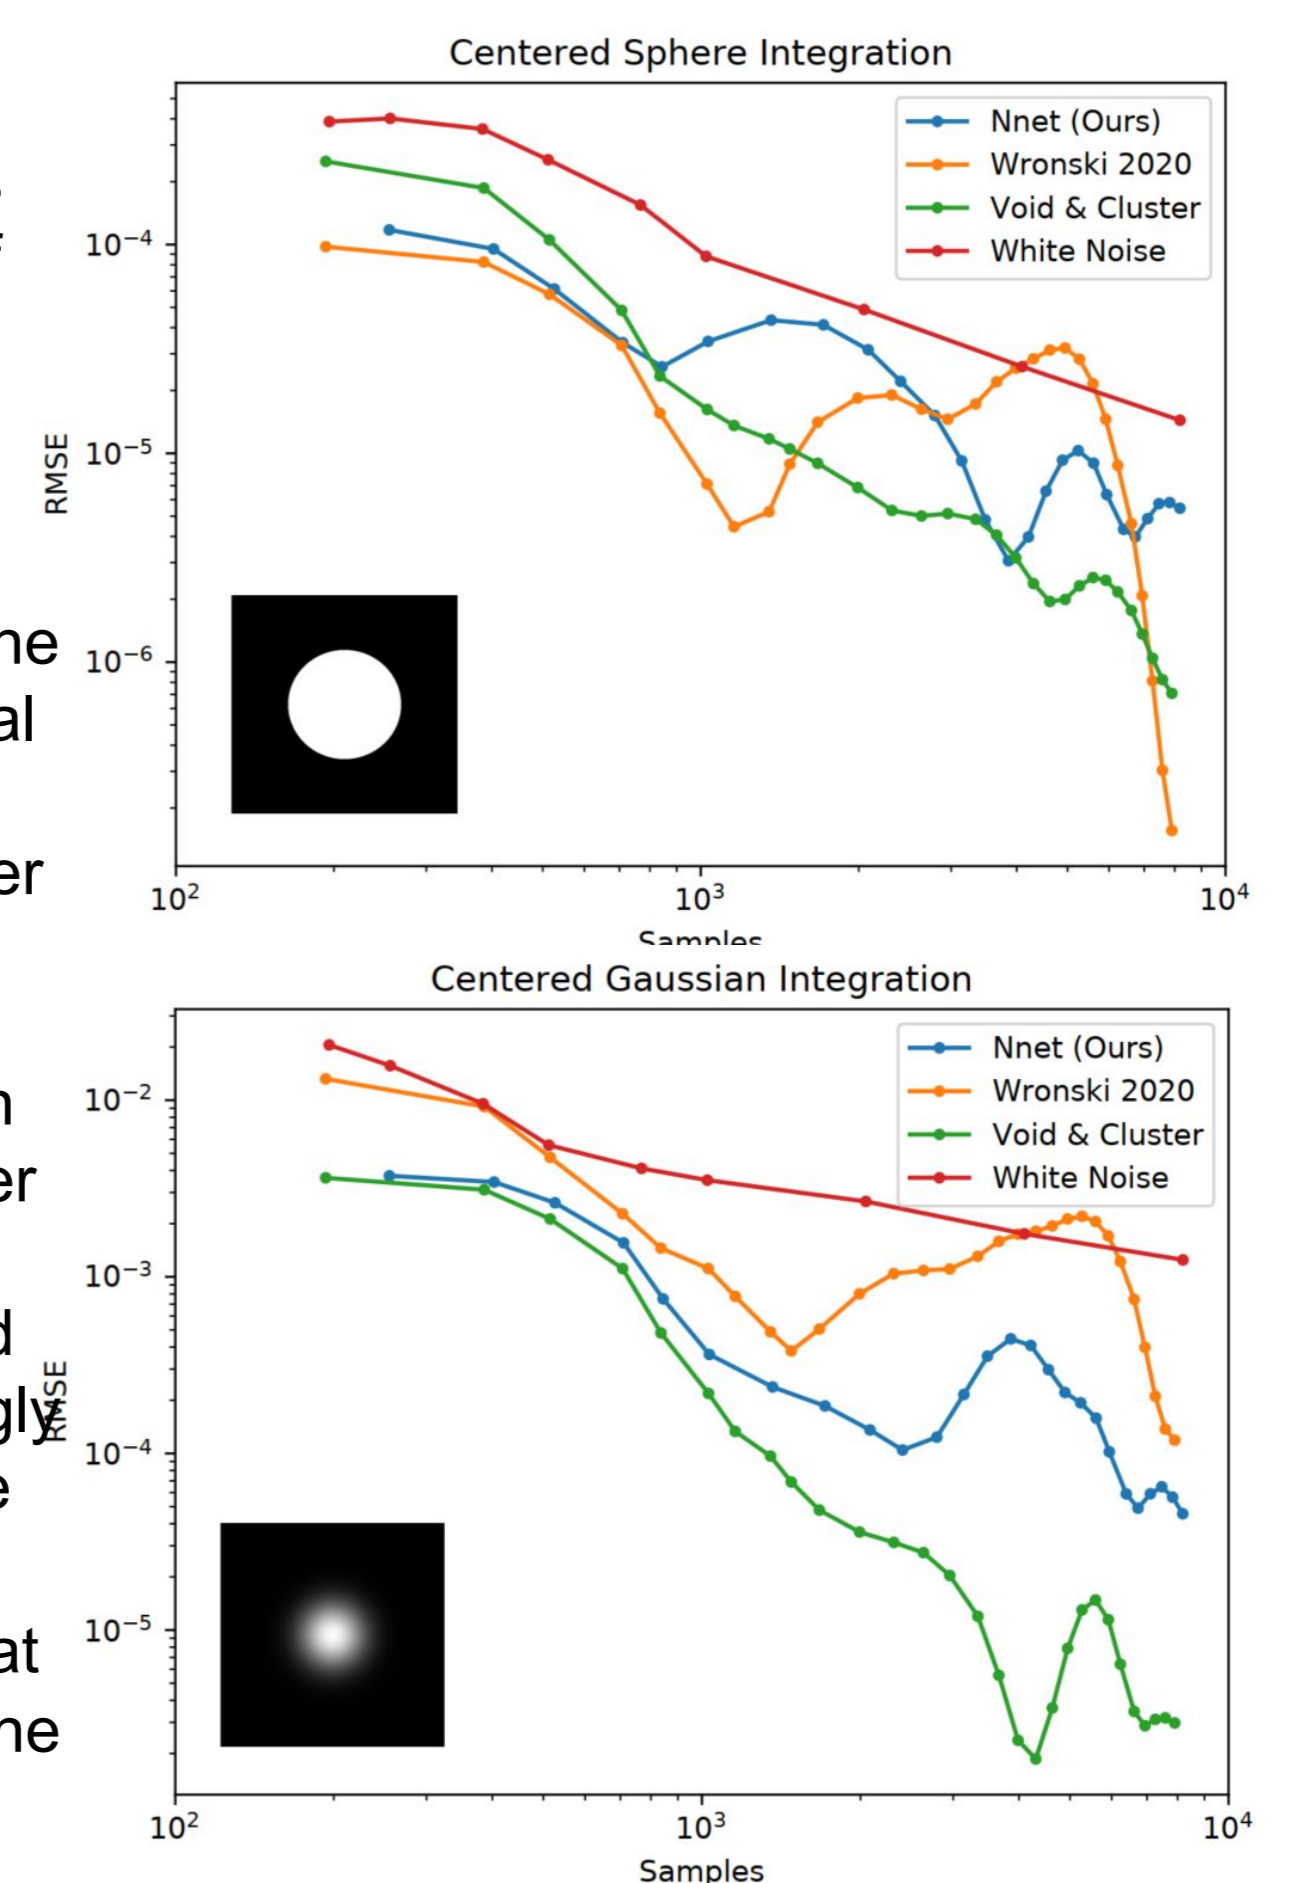 Centered Sphere Integration
Nnet (Ours)
Wronski 2020
Void & Cluster
White Noise
10⁻⁴
10⁻⁵
10⁻⁶
RMSE
10² 10³ 10⁴
Samples
Centered Gaussian Integration
Nnet (Ours)
Wronski 2020
Void & Cluster
White Noise
10⁻²
10⁻³
10⁻⁴
10⁻⁵
RMSE
10² 10³ 10⁴
Samples